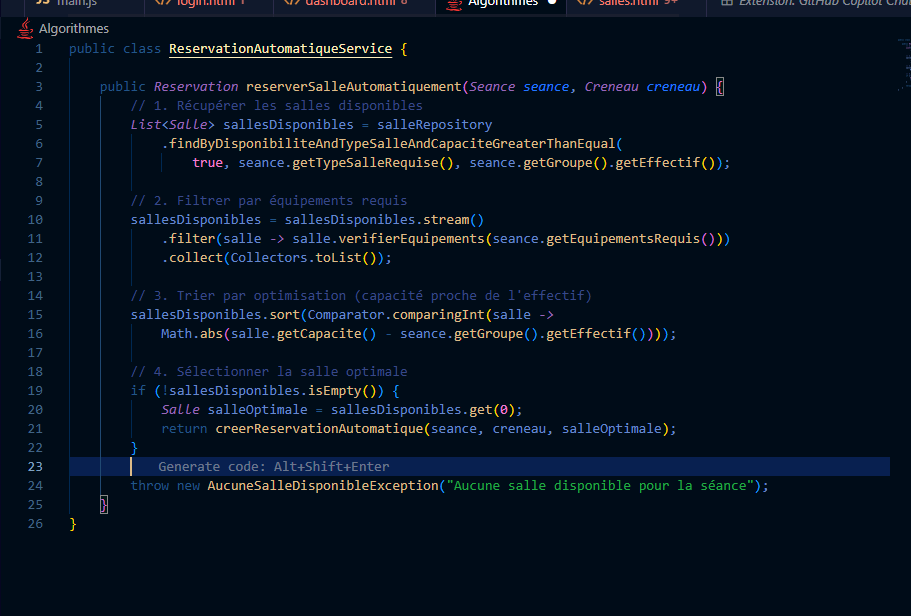 main.js login.html 1 dashboard.html 8 Algorithmes salles.html 9+ Extension: GitHub Copilot Chat
Algorithmes
1 public class ReservationAutomatiqueService {
2
3 public Reservation reserverSalleAutomatiquement(Seance seance, Creneau creneau) {
4 // 1. Récupérer les salles disponibles
5 List<Salle> sallesDisponibles = salleRepository
6 .findByDisponibiliteAndTypeSalleAndCapaciteGreaterThanEqual(
7 true, seance.getTypeSalleRequise(), seance.getGroupe().getEffectif());
8
9 // 2. Filtrer par équipements requis
10 sallesDisponibles = sallesDisponibles.stream()
11 .filter(salle -> salle.verifierEquipements(seance.getEquipementsRequis()))
12 .collect(Collectors.toList());
13
14 // 3. Trier par optimisation (capacité proche de l'effectif)
15 sallesDisponibles.sort(Comparator.comparingInt(salle ->
16 Math.abs(salle.getCapacite() - seance.getGroupe().getEffectif())));
17
18 // 4. Sélectionner la salle optimale
19 if (!sallesDisponibles.isEmpty()) {
20 Salle salleOptimale = sallesDisponibles.get(0);
21 return creerReservationAutomatique(seance, creneau, salleOptimale);
22 }
23 Generate code: Alt+Shift+Enter
24 throw new AucuneSalleDisponibleException("Aucune salle disponible pour la séance");
25 }
26 }